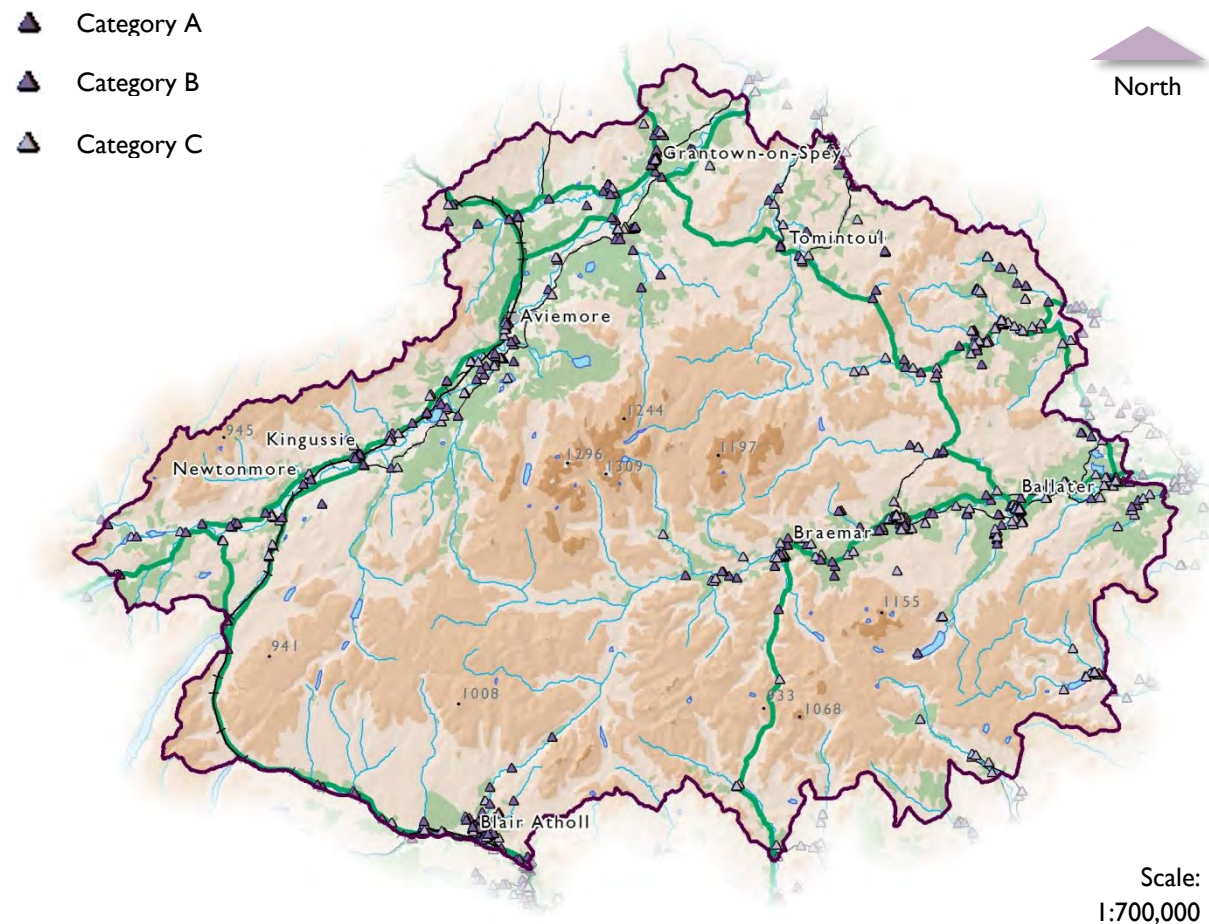 Category A
Category B
Category C
North
Grantown-on-Spey
Tomintoul
Aviemore
1244
945
Kingussie
1296
1309
1197
Newtonmore
Ballater
Braemar
1155
941
1008
933
1068
Blair Atholl
Scale:
1:700,000